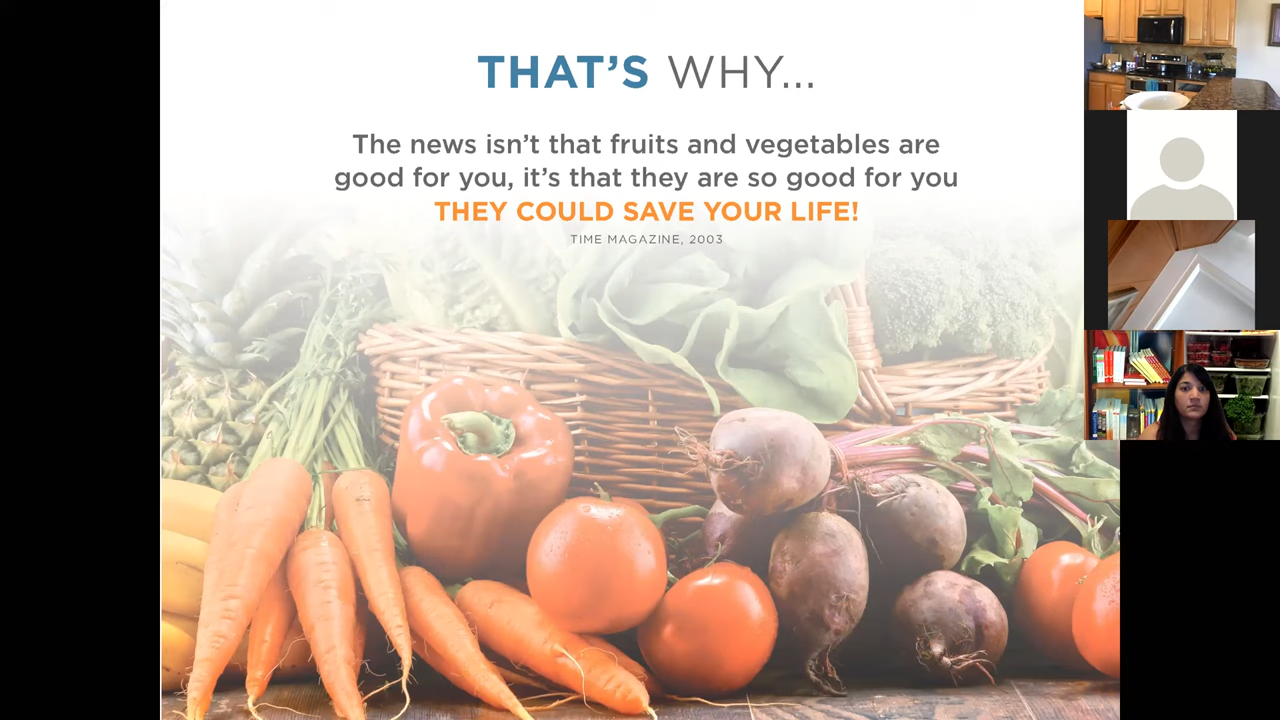 THAT'S WHY...
The news isn't that fruits and vegetables are
good for you, it's that they are so good for you
THEY COULD SAVE YOUR LIFE!
TIME MAGAZINE, 2003